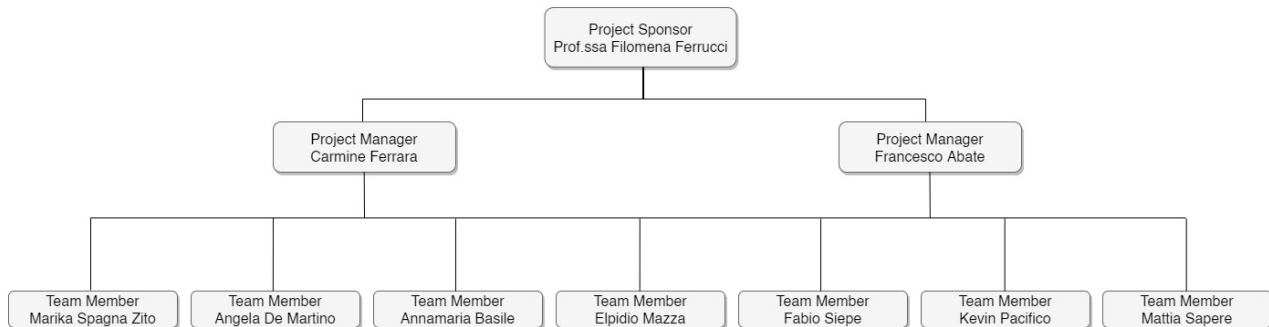 Project Sponsor
Prof.ssa Filomena Ferrucci
Project Manager
Carmine Ferrara
Project Manager
Francesco Abate
Team Member
Marika Spagna Zito
Team Member
Angela De Martino
Team Member
Annamaria Basile
Team Member
Elpidio Mazza
Team Member
Fabio Siepe
Team Member
Kevin Pacifico
Team Member
Mattia Sapere